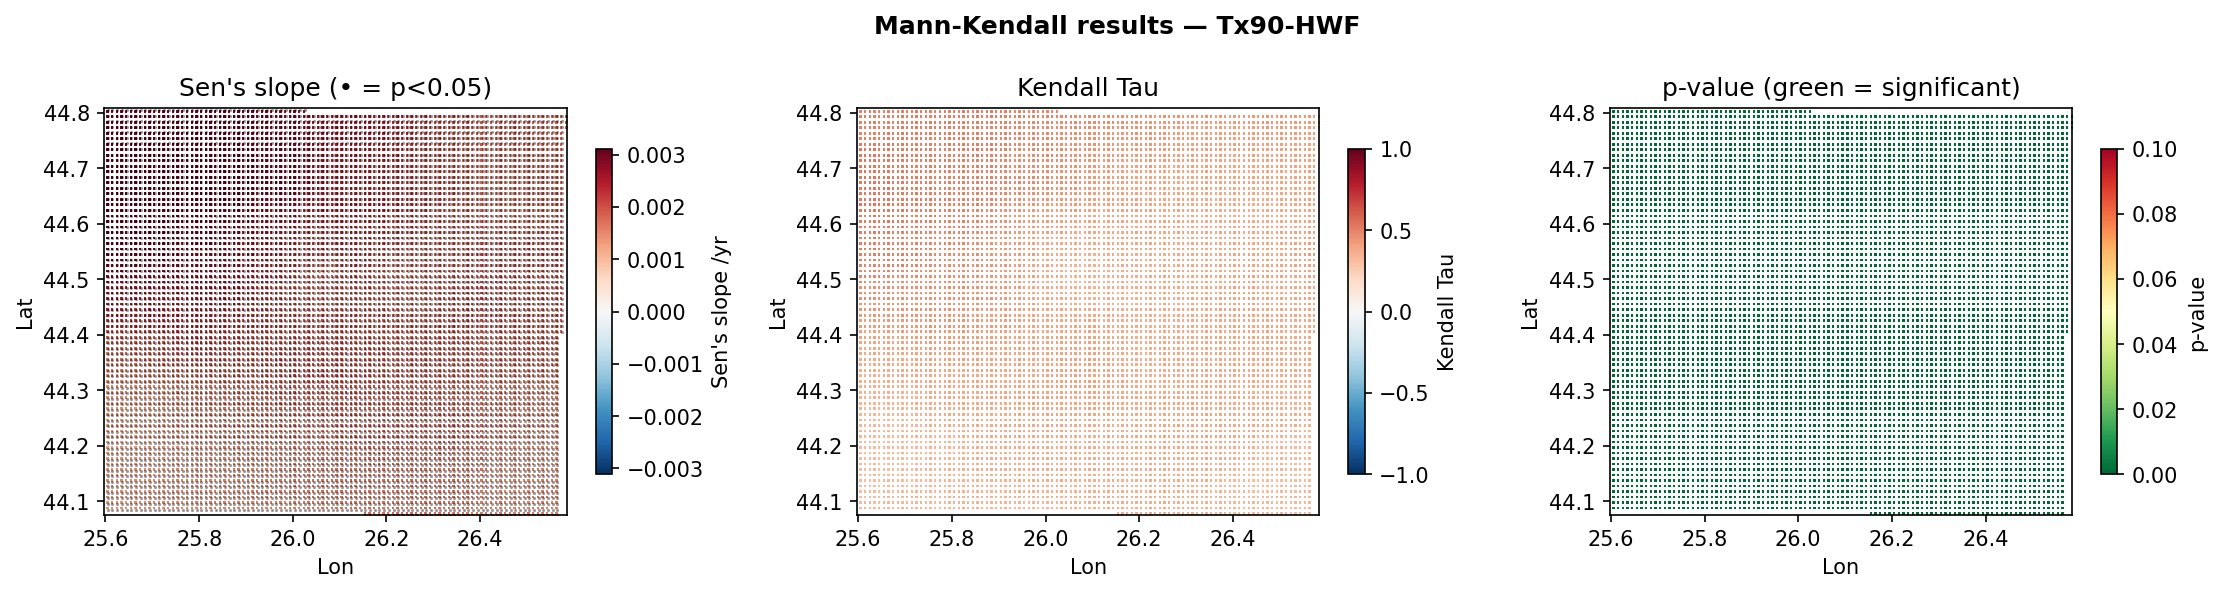 Mann-Kendall results — Tx90-HWF
Sen's slope (• = p<0.05)
44.8
44.7
44.6
44.5
44.4
44.3
44.2
44.1
Lat
25.6 25.8 26.0 26.2 26.4
Lon
0.003
0.002
0.001
0.000
−0.001
−0.002
−0.003
Sen's slope /yr
Kendall Tau
44.8
44.7
44.6
44.5
44.4
44.3
44.2
44.1
Lat
25.6 25.8 26.0 26.2 26.4
Lon
1.0
0.5
0.0
−0.5
−1.0
Kendall Tau
p-value (green = significant)
44.8
44.7
44.6
44.5
44.4
44.3
44.2
44.1
Lat
25.6 25.8 26.0 26.2 26.4
Lon
0.10
0.08
0.06
0.04
0.02
0.00
p-value